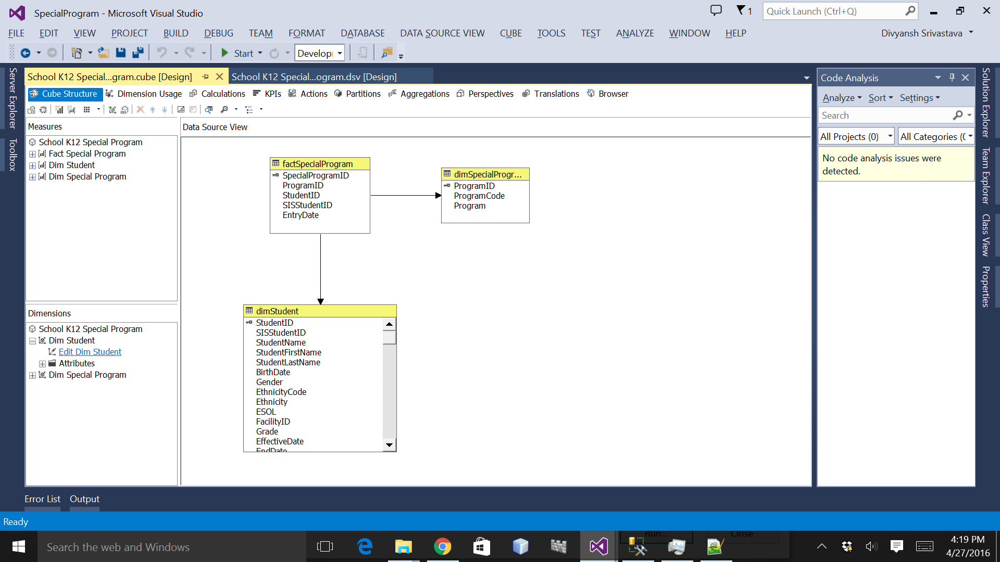 SpecialProgram - Microsoft Visual Studio
1
Quick Launch (Ctrl+Q)
FILE EDIT VIEW PROJECT BUILD DEBUG TEAM FORMAT DATABASE DATA SOURCE VIEW CUBE TOOLS TEST ANALYZE WINDOW HELP
Divyansh Srivastava
Start
Develop
Server Explorer
Toolbox
School K12 Special...gram.cube [Design]
School K12 Special...ogram.dsv [Design]
Cube Structure Dimension Usage Calculations KPIs Actions Partitions Aggregations Perspectives Translations Browser
Measures
School K12 Special Program
Fact Special Program
Dim Student
Dim Special Program
Dimensions
School K12 Special Program
Dim Student
Edit Dim Student
Attributes
Dim Special Program
Data Source View
factSpecialProgram
SpecialProgramID
ProgramID
StudentID
SISStudentID
EntryDate
dimSpecialProgr...
ProgramID
ProgramCode
Program
dimStudent
StudentID
SISStudentID
StudentName
StudentFirstName
StudentLastName
BirthDate
Gender
EthnicityCode
Ethnicity
ESOL
FacilityID
Grade
EffectiveDate
EndDate
Code Analysis
Analyze Sort Settings
Search
All Projects (0)
All Categories (
No code analysis issues were
detected.
Solution Explorer
Team Explorer
Class View
Properties
Error List Output
Ready
Search the web and Windows
Run...
Close
4:19 PM
4/27/2016